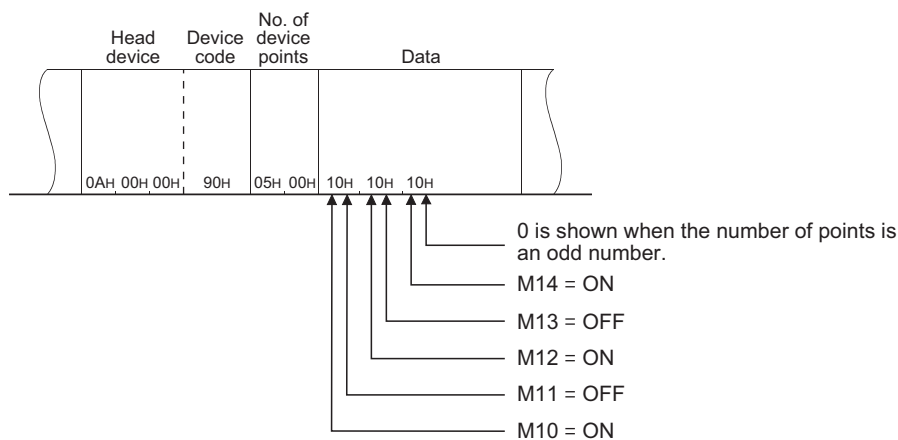 Head
device
Device
code
No. of
device
points
Data
0AH 00H 00H 90H 05H 00H 10H 10H 10H
0 is shown when the number of points is
an odd number.
M14 = ON
M13 = OFF
M12 = ON
M11 = OFF
M10 = ON